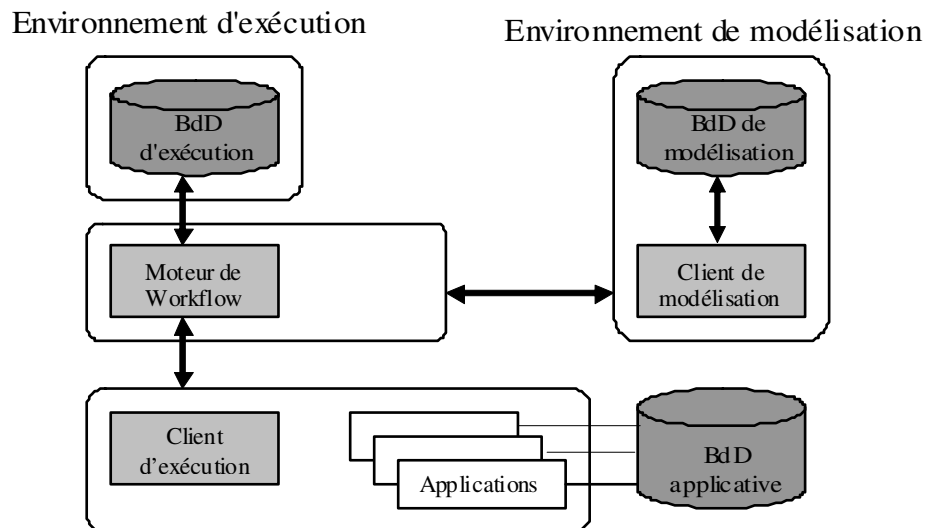 Environnement d'exécution
Environnement de modélisation
BdD
d'exécution
BdD de
modélisation
Moteur de
Workflow
Client de
modélisation
Client
d’exécution
Applications
BdD
applicative